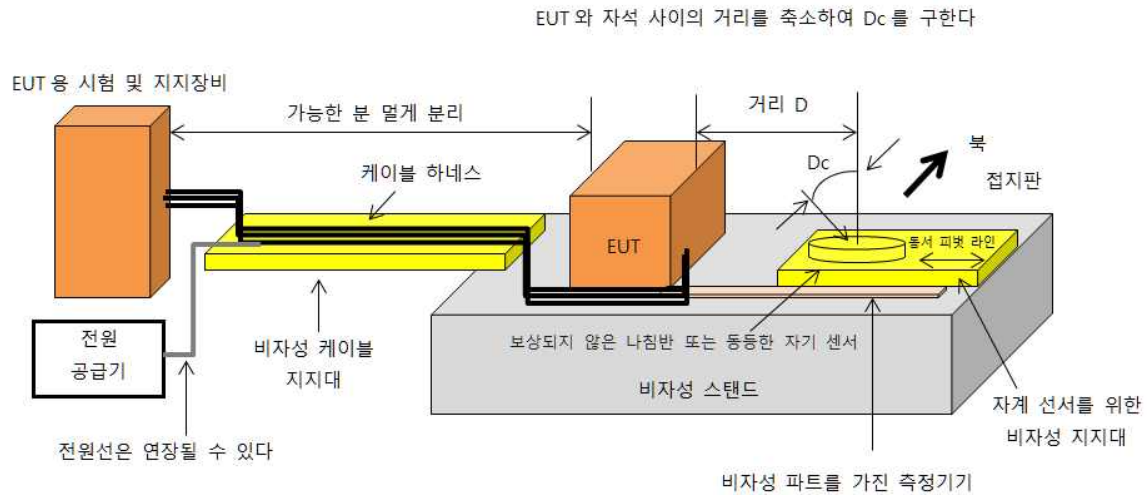 EUT 와 자석 사이의 거리를 축소하여 Dc 를 구한다
EUT 용 시험 및 지지장비
가능한 분 멀게 분리
거리 D
북
Dc
접지판
케이블 하네스
EUT
동서 피벗 라인
전원
공급기
비자성 케이블
지지대
보상되지 않은 나침반 또는 동등한 자기 센서
비자성 스탠드
자계 선서를 위한
비자성 지지대
전원선은 연장될 수 있다
비자성 파트를 가진 측정기기